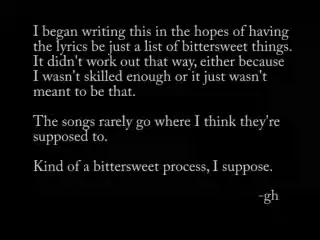 I began writing this in the hopes of having
the lyrics be just a list of bittersweet things.
It didn't work out that way, either because
I wasn't skilled enough or it just wasn't
meant to be that.
The songs rarely go where I think they're
supposed to.
Kind of a bittersweet process, I suppose.
-gh